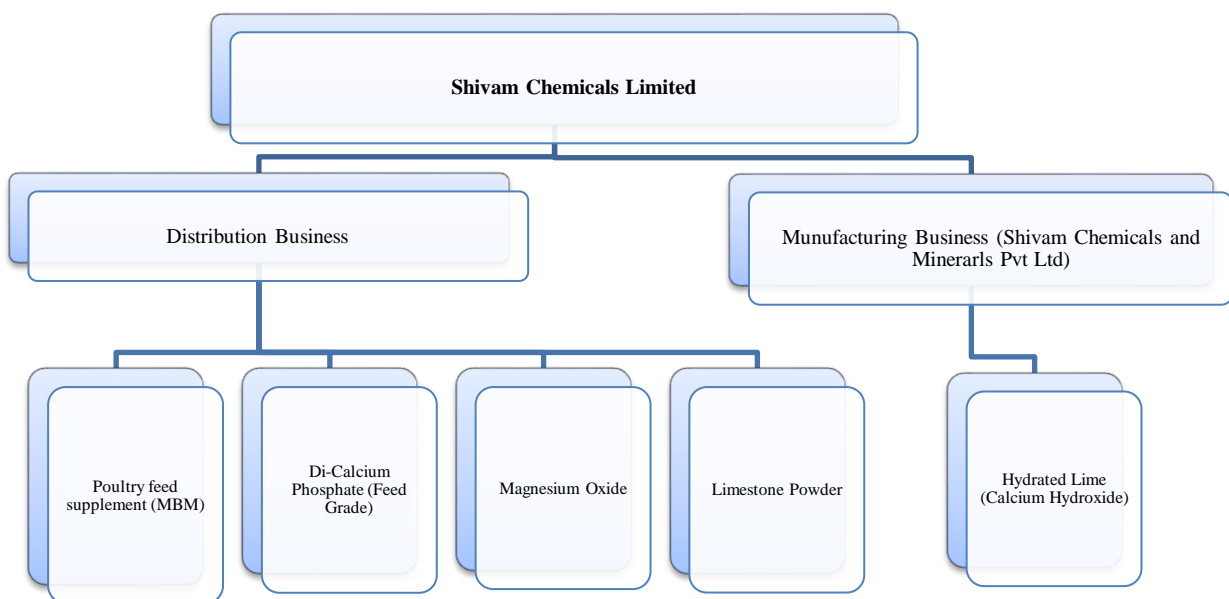 Shivam Chemicals Limited
Distribution Business
Munufacturing Business (Shivam Chemicals and
Minerarls Pvt Ltd)
Poultry feed
supplement (MBM)
Di-Calcium
Phosphate (Feed
Grade)
Magnesium Oxide
Limestone Powder
Hydrated Lime
(Calcium Hydroxide)